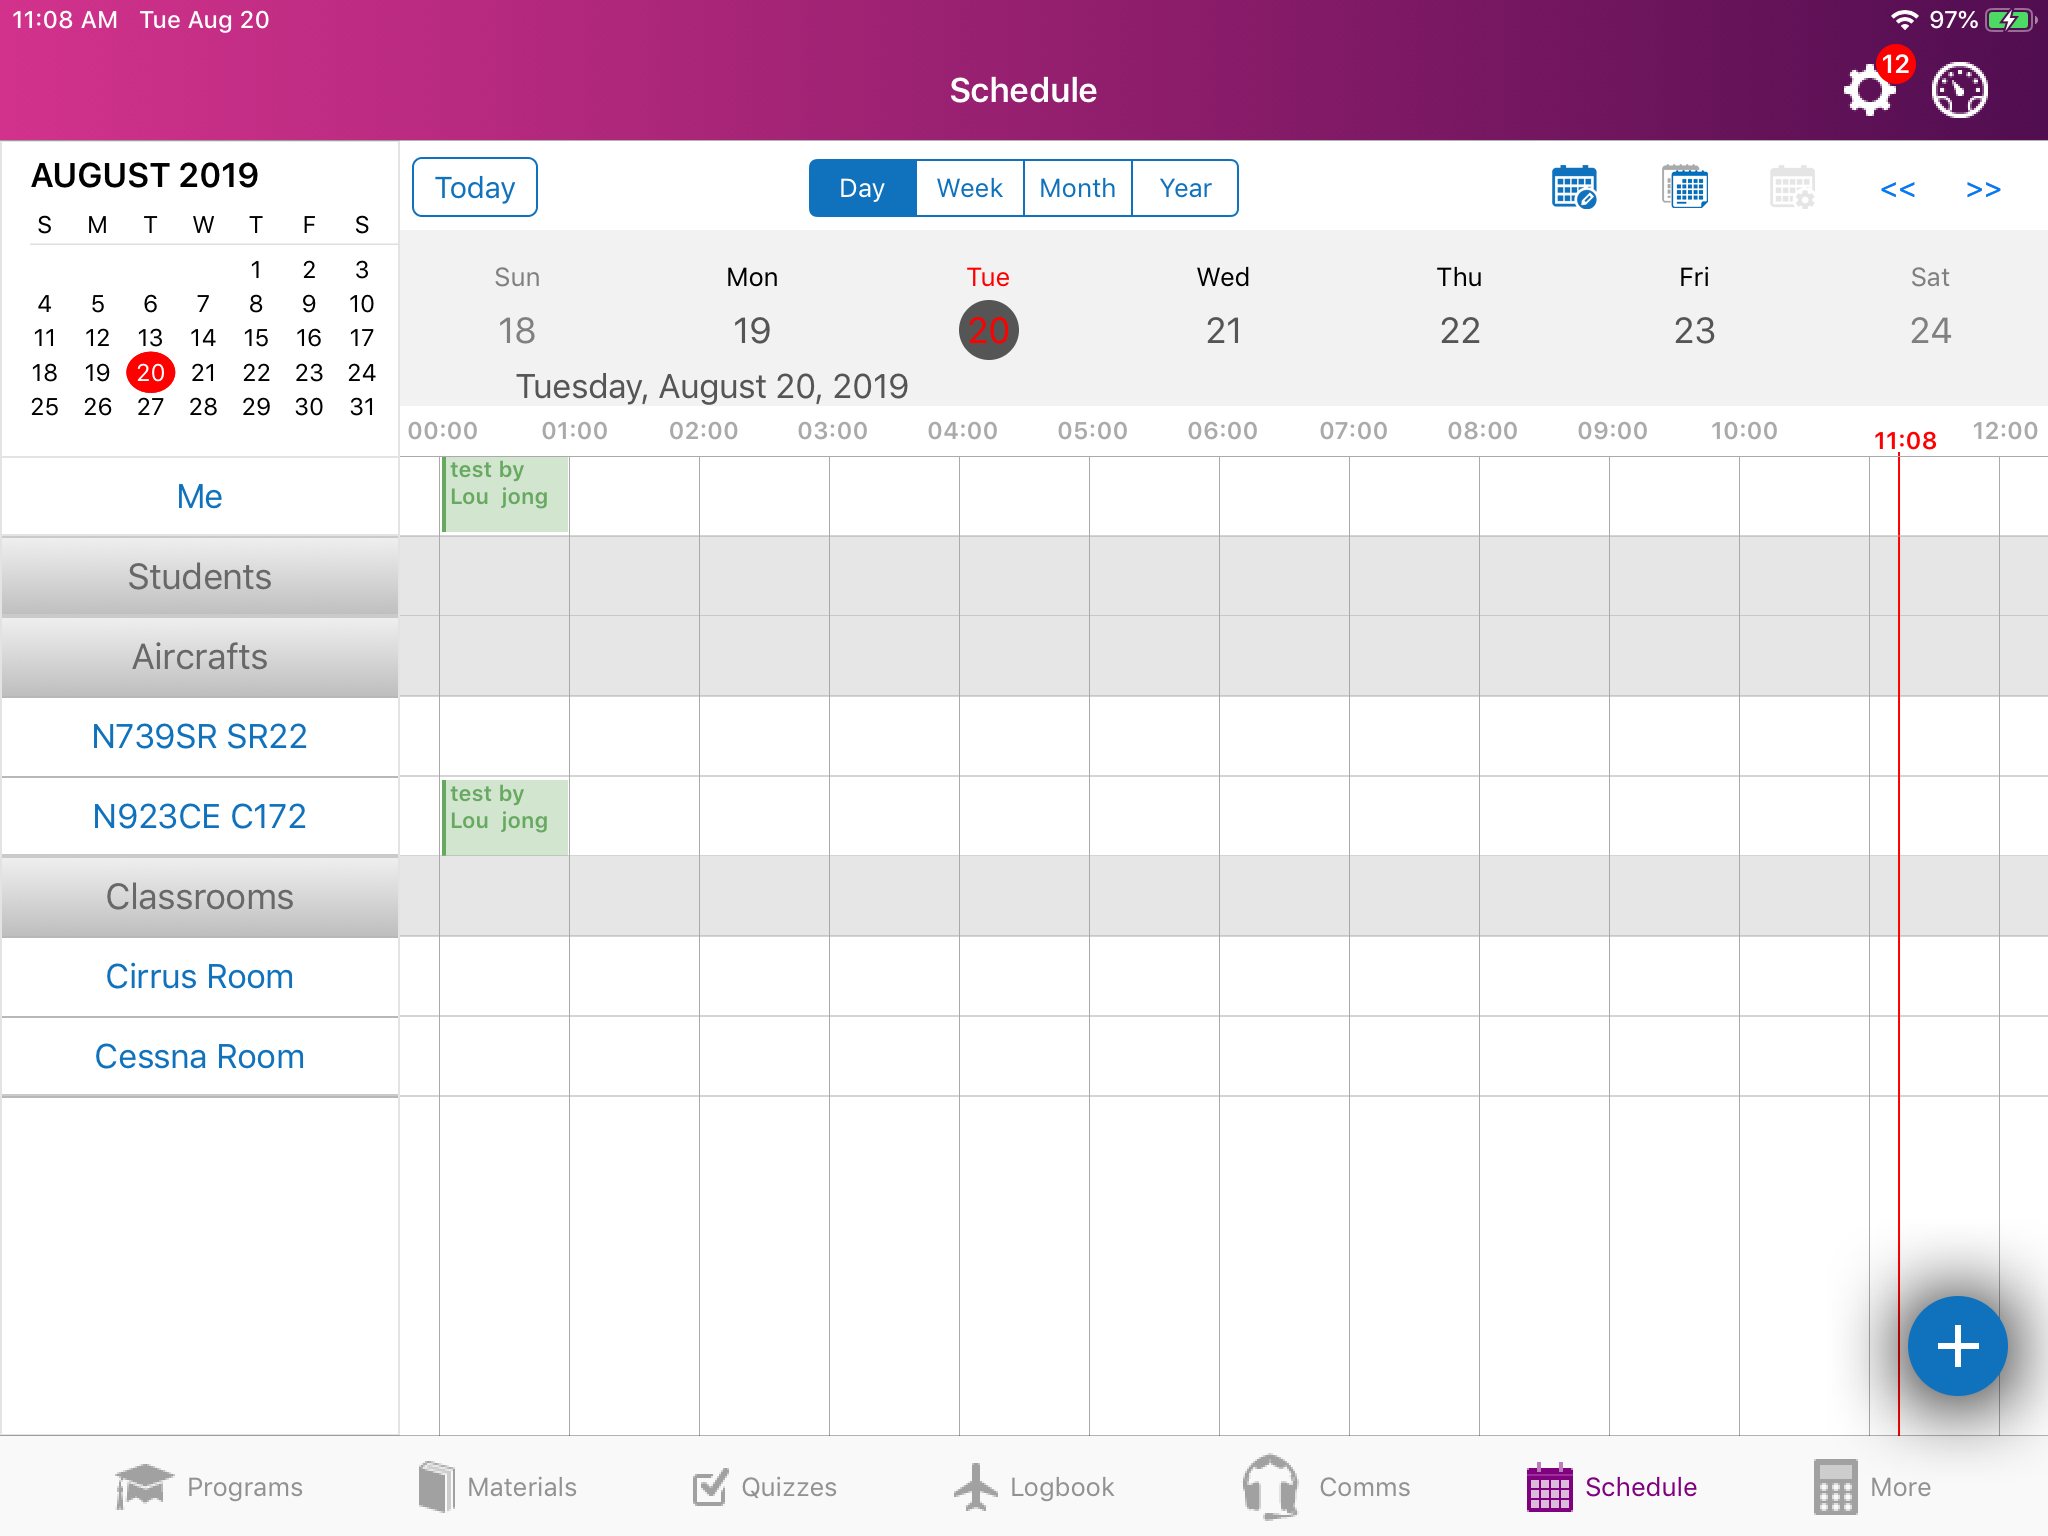 11:08 AM Tue Aug 20 97%
Schedule 12
AUGUST 2019
S M T W T F S
1 2 3
4 5 6 7 8 9 10
11 12 13 14 15 16 17
18 19 20 21 22 23 24
25 26 27 28 29 30 31
Today Day Week Month Year << >>
Sun Mon Tue Wed Thu Fri Sat
18 19 20 21 22 23 24
Tuesday, August 20, 2019
00:00 01:00 02:00 03:00 04:00 05:00 06:00 07:00 08:00 09:00 10:00 11:08 12:00
Me
test by
Lou jong
Students
Aircrafts
N739SR SR22
N923CE C172
test by
Lou jong
Classrooms
Cirrus Room
Cessna Room
Programs Materials Quizzes Logbook Comms Schedule More